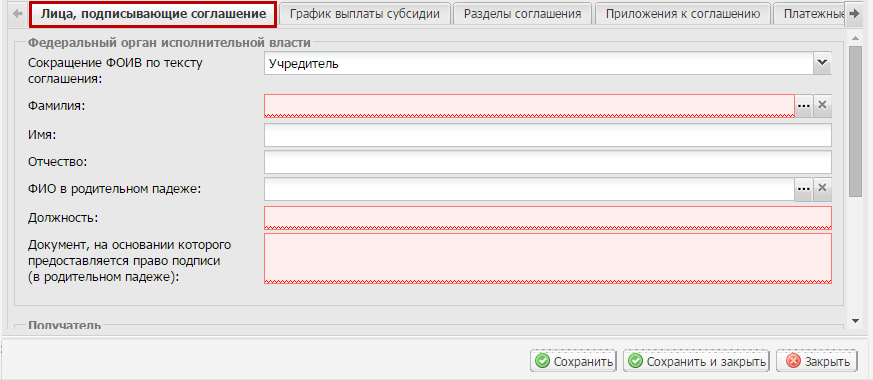 Лица, подписывающие соглашение
График выплаты субсидии
Разделы соглашения
Приложения к соглашению
Платежные
Федеральный орган исполнительной власти
Сокращение ФОИВ по тексту
соглашения:
Учредитель
Фамилия:
Имя:
Отчество:
ФИО в родительном падеже:
Должность:
Документ, на основании которого
предоставляется право подписи
(в родительном падеже):
Получатель
Сохранить
Сохранить и закрыть
Закрыть